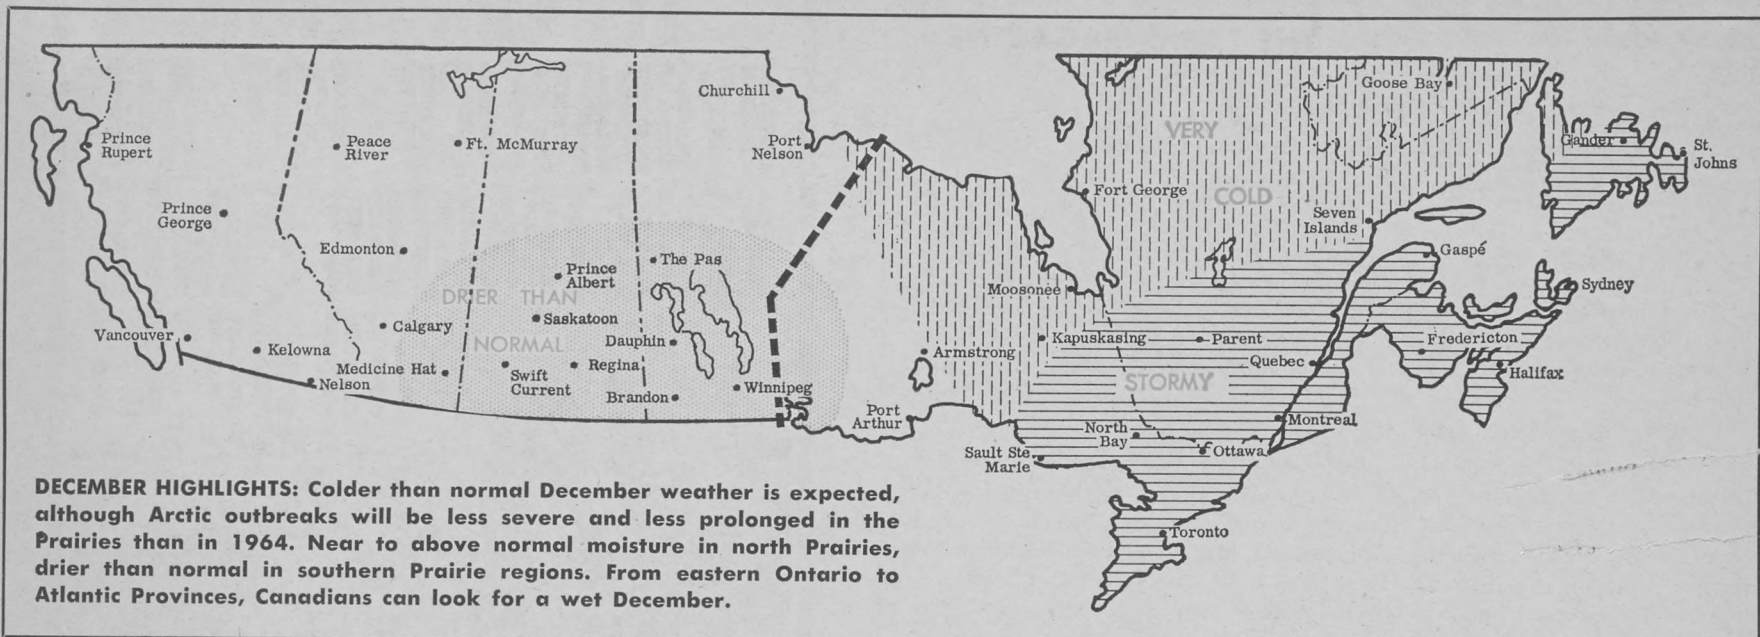 Churchill
Goose Bay
Prince
Rupert
Peace
River
Ft. McMurray
Port
Nelson
VERY
Gander
St.
Johns
Fort George
COLD
Prince
George
Seven
Islands
Edmonton
Gaspé
The Pas
Prince
Albert
DRIER THAN
NORMAL
Moosonee
Sydney
Saskatoon
Calgary
Vancouver
Kelowna
Dauphin
Kapuskasing
Parent
Fredericton
Armstrong
Quebec
Medicine Hat
Nelson
Swift
Current
Regina
Halifax
STORMY
Winnipeg
Brandon
Port
Arthur
Montreal
North
Bay
Ottawa
Sault Ste.
Marie
Toronto
DECEMBER HIGHLIGHTS: Colder than normal December weather is expected,
although Arctic outbreaks will be less severe and less prolonged in the
Prairies than in 1964. Near to above normal moisture in north Prairies,
drier than normal in southern Prairie regions. From eastern Ontario to
Atlantic Provinces, Canadians can look for a wet December.